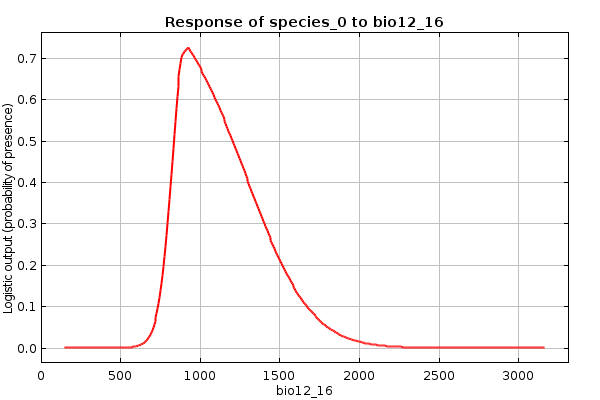 Response of species_0 to bio12_16
Logistic output (probability of presence)
0.7
0.6
0.5
0.4
0.3
0.2
0.1
0.0
0 500 1000 1500 2000 2500 3000
bio12_16